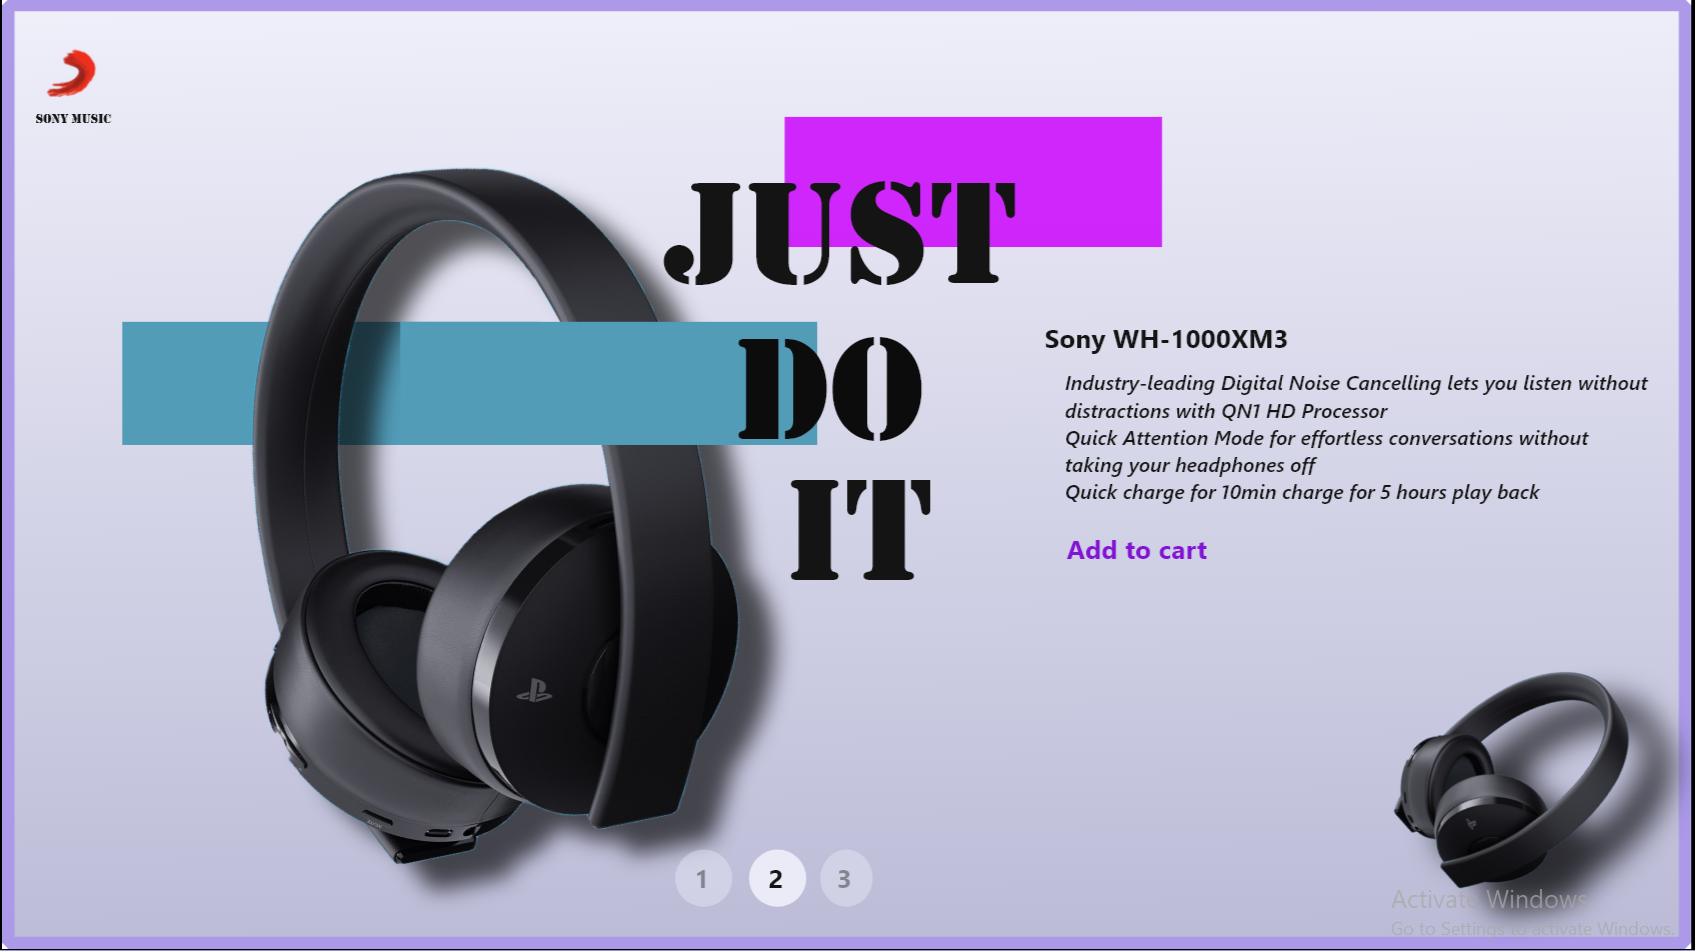 SONY MUSIC
JUST
DO
IT
Sony WH-1000XM3
Industry-leading Digital Noise Cancelling lets you listen without
distractions with QN1 HD Processor
Quick Attention Mode for effortless conversations without
taking your headphones off
Quick charge for 10min charge for 5 hours play back
Add to cart
1 2 3
Activate Windows
Go to Settings to activate Windows.